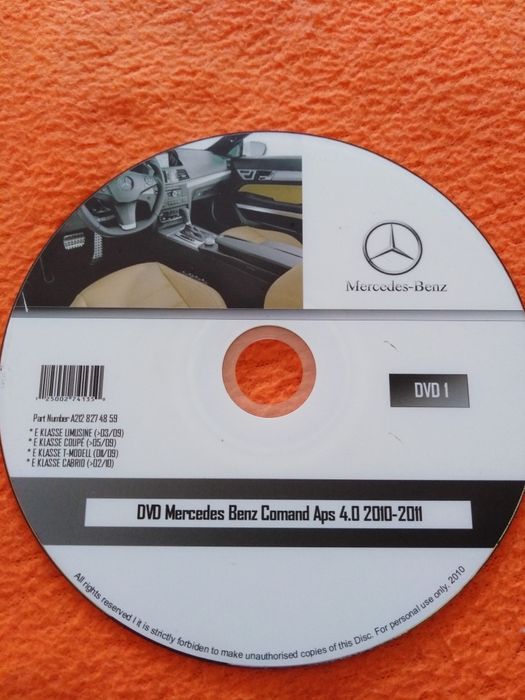 Mercedes-Benz
DVD 1
Part Number A212 827 48 59
* E KLASSE LIMUSINE (>03/09)
* E KLASSE COUPÉ (>05/09)
* E KLASSE T-MODELL (011/09)
* E KLASSE CABRIO (>02/10)
DVD Mercedes Benz Comand Aps 4.0 2010-2011
All rights reserved I it is strictly forbiden to make unauthorised copies of this Disc. For personal use only. 2010